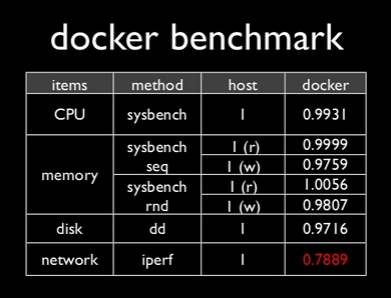 docker benchmark
items method host docker
CPU sysbench 1 0.9931
memory sysbench seq 1 (r) 0.9999
1 (w) 0.9759
sysbench rnd 1 (r) 1.0056
1 (w) 0.9807
disk dd 1 0.9716
network iperf 1 0.7889